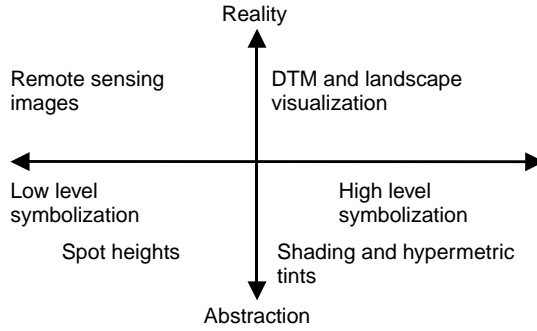 Reality
Remote sensing
images
DTM and landscape
visualization
Low level
symbolization
High level
symbolization
Spot heights
Shading and hypermetric
tints
Abstraction